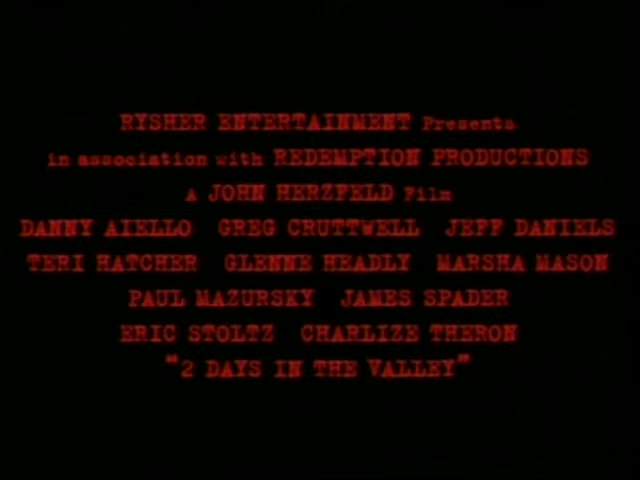 RYSHER ENTERTAINMENT Presents
in association with REDEMPTION PRODUCTIONS
A JOHN HERZFELD Film
DANNY AIELLO GREG CRUTTWELL JEFF DANIELS
TERI HATCHER GLENNE HEADLY MARSHA MASON
PAUL MAZURSKY JAMES SPADER
ERIC STOLTZ CHARLIZE THERON
"2 DAYS IN THE VALLEY"